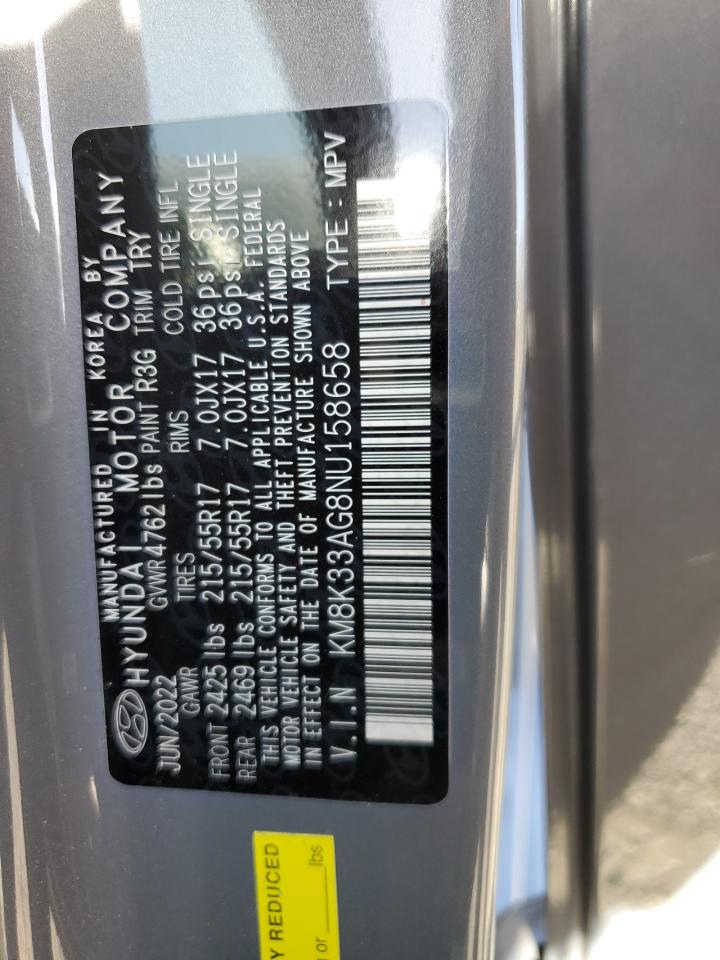 MANUFACTURED IN KOREA BY
HYUNDAI MOTOR COMPANY
JUN/2022 GVWR 4762 lbs PAINT R3G TRIM TRY
GAWR TIRES RIMS COLD TIRE INFL
FRONT 2425 lbs 215/55R17 7.0JX17 36psi SINGLE
REAR 2469 lbs 215/55R17 7.0JX17 36psi SINGLE
THIS VEHICLE CONFORMS TO ALL APPLICABLE U.S.A. FEDERAL
MOTOR VEHICLE SAFETY AND THEFT PREVENTION STANDARDS
IN EFFECT ON THE DATE OF MANUFACTURE SHOWN ABOVE
V.I.N KM8K33AG8NU158658 TYPE : MPV
Y REDUCED
or ______lbs